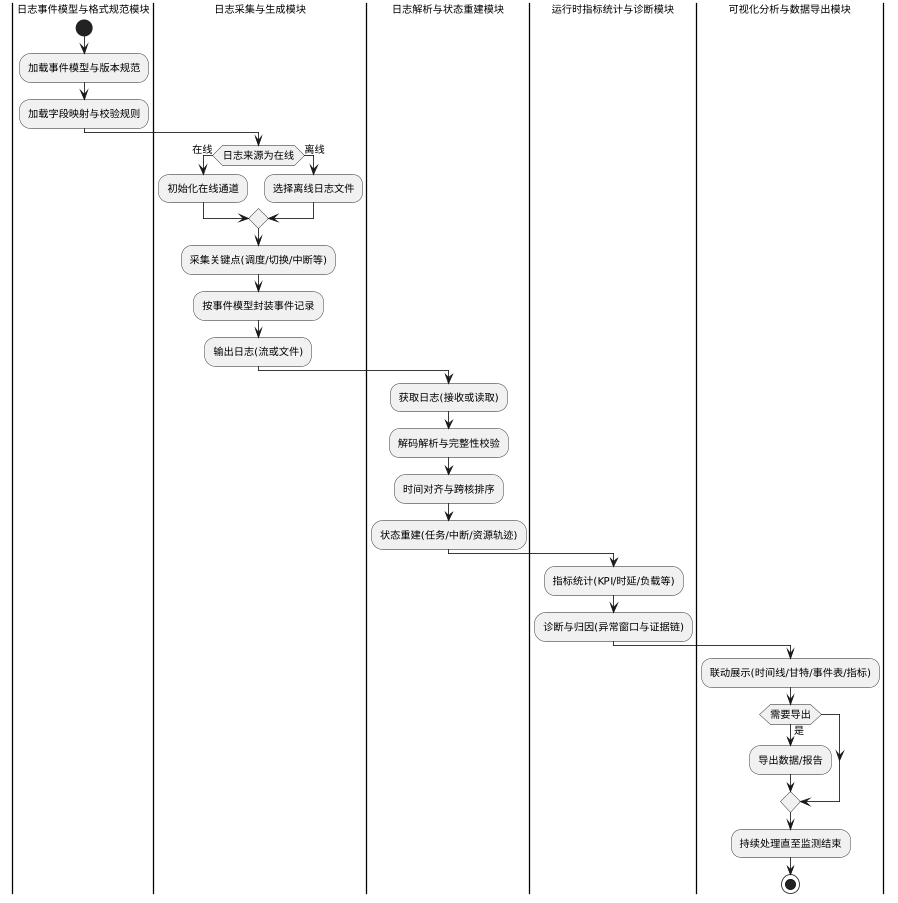 日志事件模型与格式规范模块
日志采集与生成模块
日志解析与状态重建模块
运行时指标统计与诊断模块
可视化分析与数据导出模块
加载事件模型与版本规范
加载字段映射与校验规则
在线
日志来源为在线
离线
初始化在线通道
选择离线日志文件
采集关键点(调度/切换/中断等)
按事件模型封装事件记录
输出日志(流或文件)
获取日志(接收或读取)
解码解析与完整性校验
时间对齐与跨核排序
状态重建(任务/中断/资源轨迹)
指标统计(KPI/时延/负载等)
诊断与归因(异常窗口与证据链)
联动展示(时间线/甘特/事件表/指标)
需要导出
是
导出数据/报告
持续处理直至监测结束